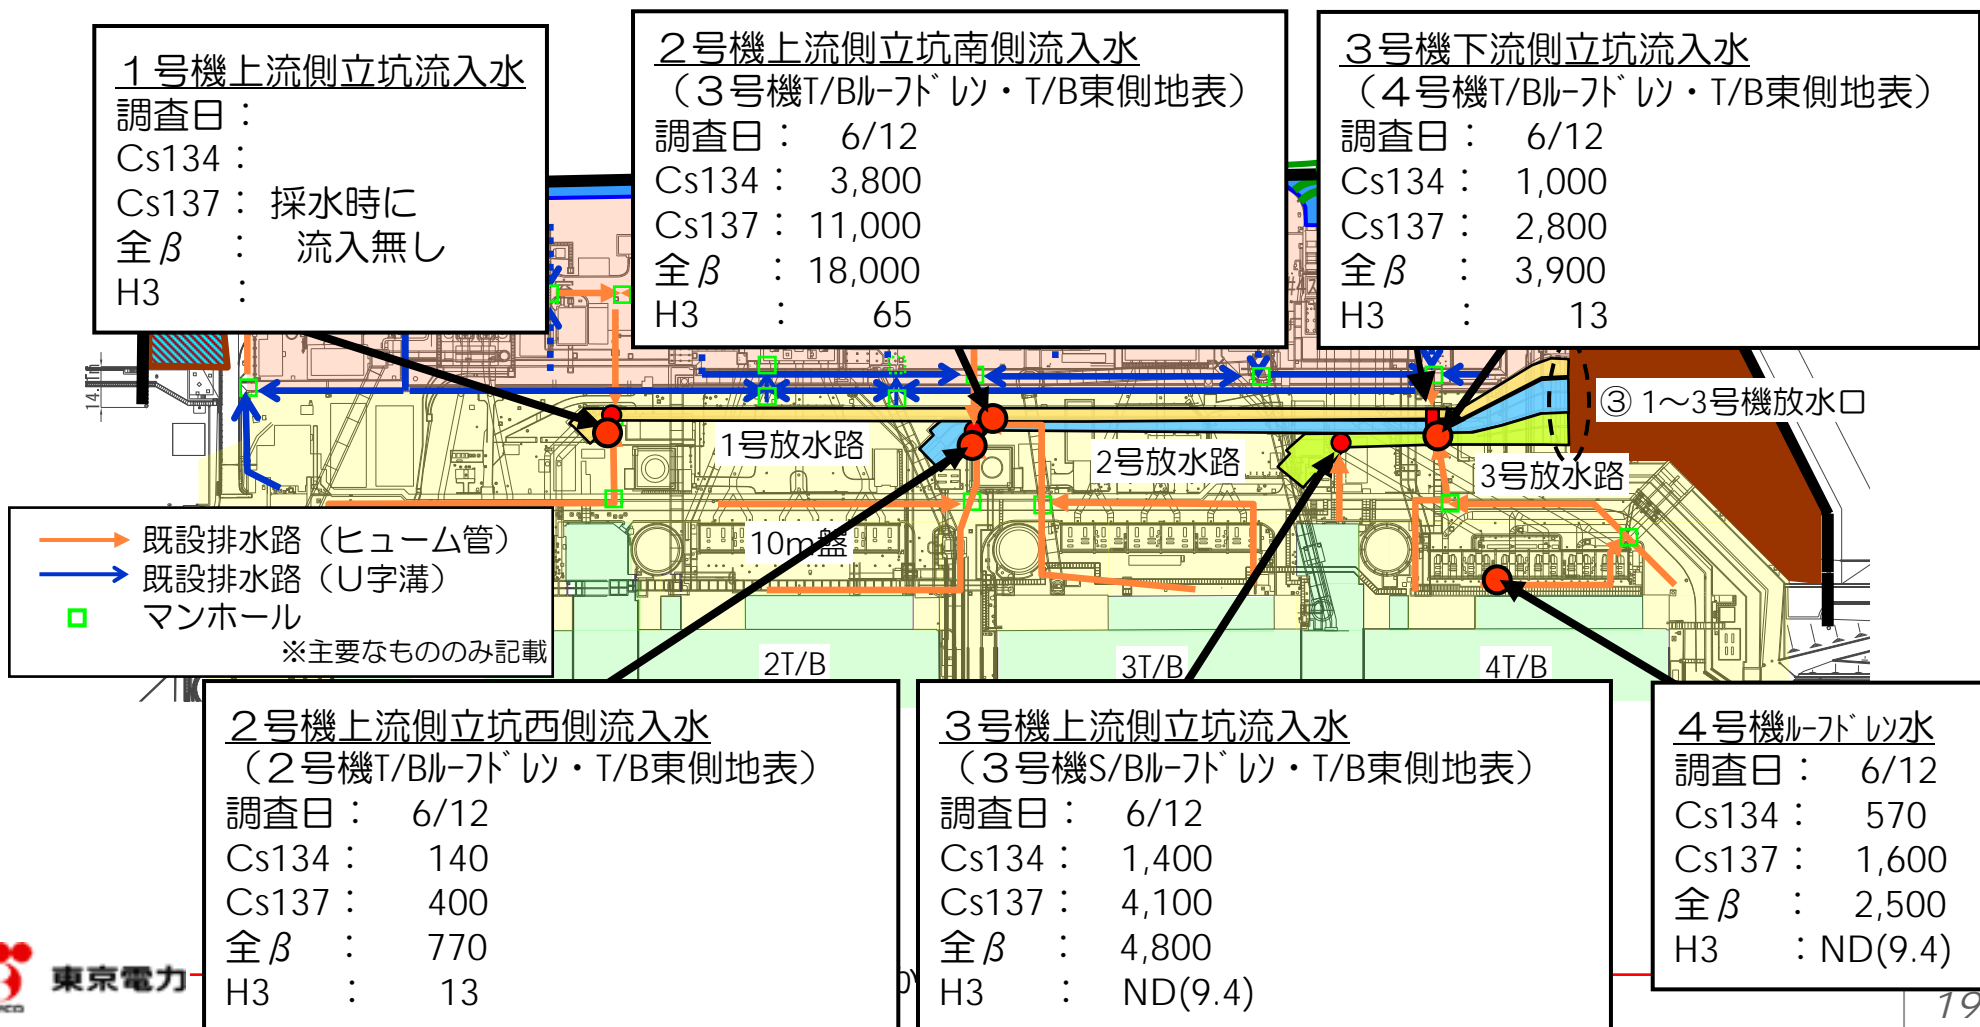 1号機上流側立坑流入水
調査日：
Cs134：
Cs137： 採水時に
全β ： 流入無し
H3 ：
2号機上流側立坑南側流入水
（3号機T/Bﾙｰﾌﾄﾞﾚﾝ・T/B東側地表）
調査日： 6/12
Cs134： 3,800
Cs137： 11,000
全β ： 18,000
H3 ： 65
3号機下流側立坑流入水
（4号機T/Bﾙｰﾌﾄﾞﾚﾝ・T/B東側地表）
調査日： 6/12
Cs134： 1,000
Cs137： 2,800
全β ： 3,900
H3 ： 13
③ 1～3号機放水口
1号放水路
2号放水路
3号放水路
10m盤
既設排水路（ヒューム管）
既設排水路（U字溝）
マンホール
※主要なもののみ記載
2T/B
3T/B
4T/B
2号機上流側立坑西側流入水
（2号機T/Bﾙｰﾌﾄﾞﾚﾝ・T/B東側地表）
調査日： 6/12
Cs134： 140
Cs137： 400
全β ： 770
H3 ： 13
3号機上流側立坑流入水
（3号機S/Bﾙｰﾌﾄﾞﾚﾝ・T/B東側地表）
調査日： 6/12
Cs134： 1,400
Cs137： 4,100
全β ： 4,800
H3 ： ND(9.4)
4号機ﾙｰﾌﾄﾞﾚﾝ水
調査日： 6/12
Cs134： 570
Cs137： 1,600
全β ： 2,500
H3 ：ND(9.4)
東京電力
19